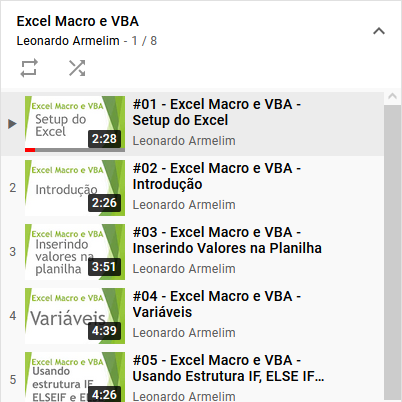 Excel Macro e VBA
Leonardo Armelim - 1 / 8
Excel Macro e VBA
Setup do
Excel
2:28
#01 - Excel Macro e VBA -
Setup do Excel
Leonardo Armelim
2
Excel Macro e VBA
Introdução
2:26
#02 - Excel Macro e VBA -
Introdução
Leonardo Armelim
3
Excel Macro e VBA
Inserindo
valores na
planilha
3:51
#03 - Excel Macro e VBA -
Inserindo Valores na Planilha
Leonardo Armelim
4
Excel Macro e VBA
Variáveis
4:39
#04 - Excel Macro e VBA -
Variáveis
Leonardo Armelim
5
Excel Macro e VBA
Usando
estrutura IF,
ELSEIF e E
4:26
#05 - Excel Macro e VBA -
Usando Estrutura IF, ELSE IF...
Leonardo Armelim